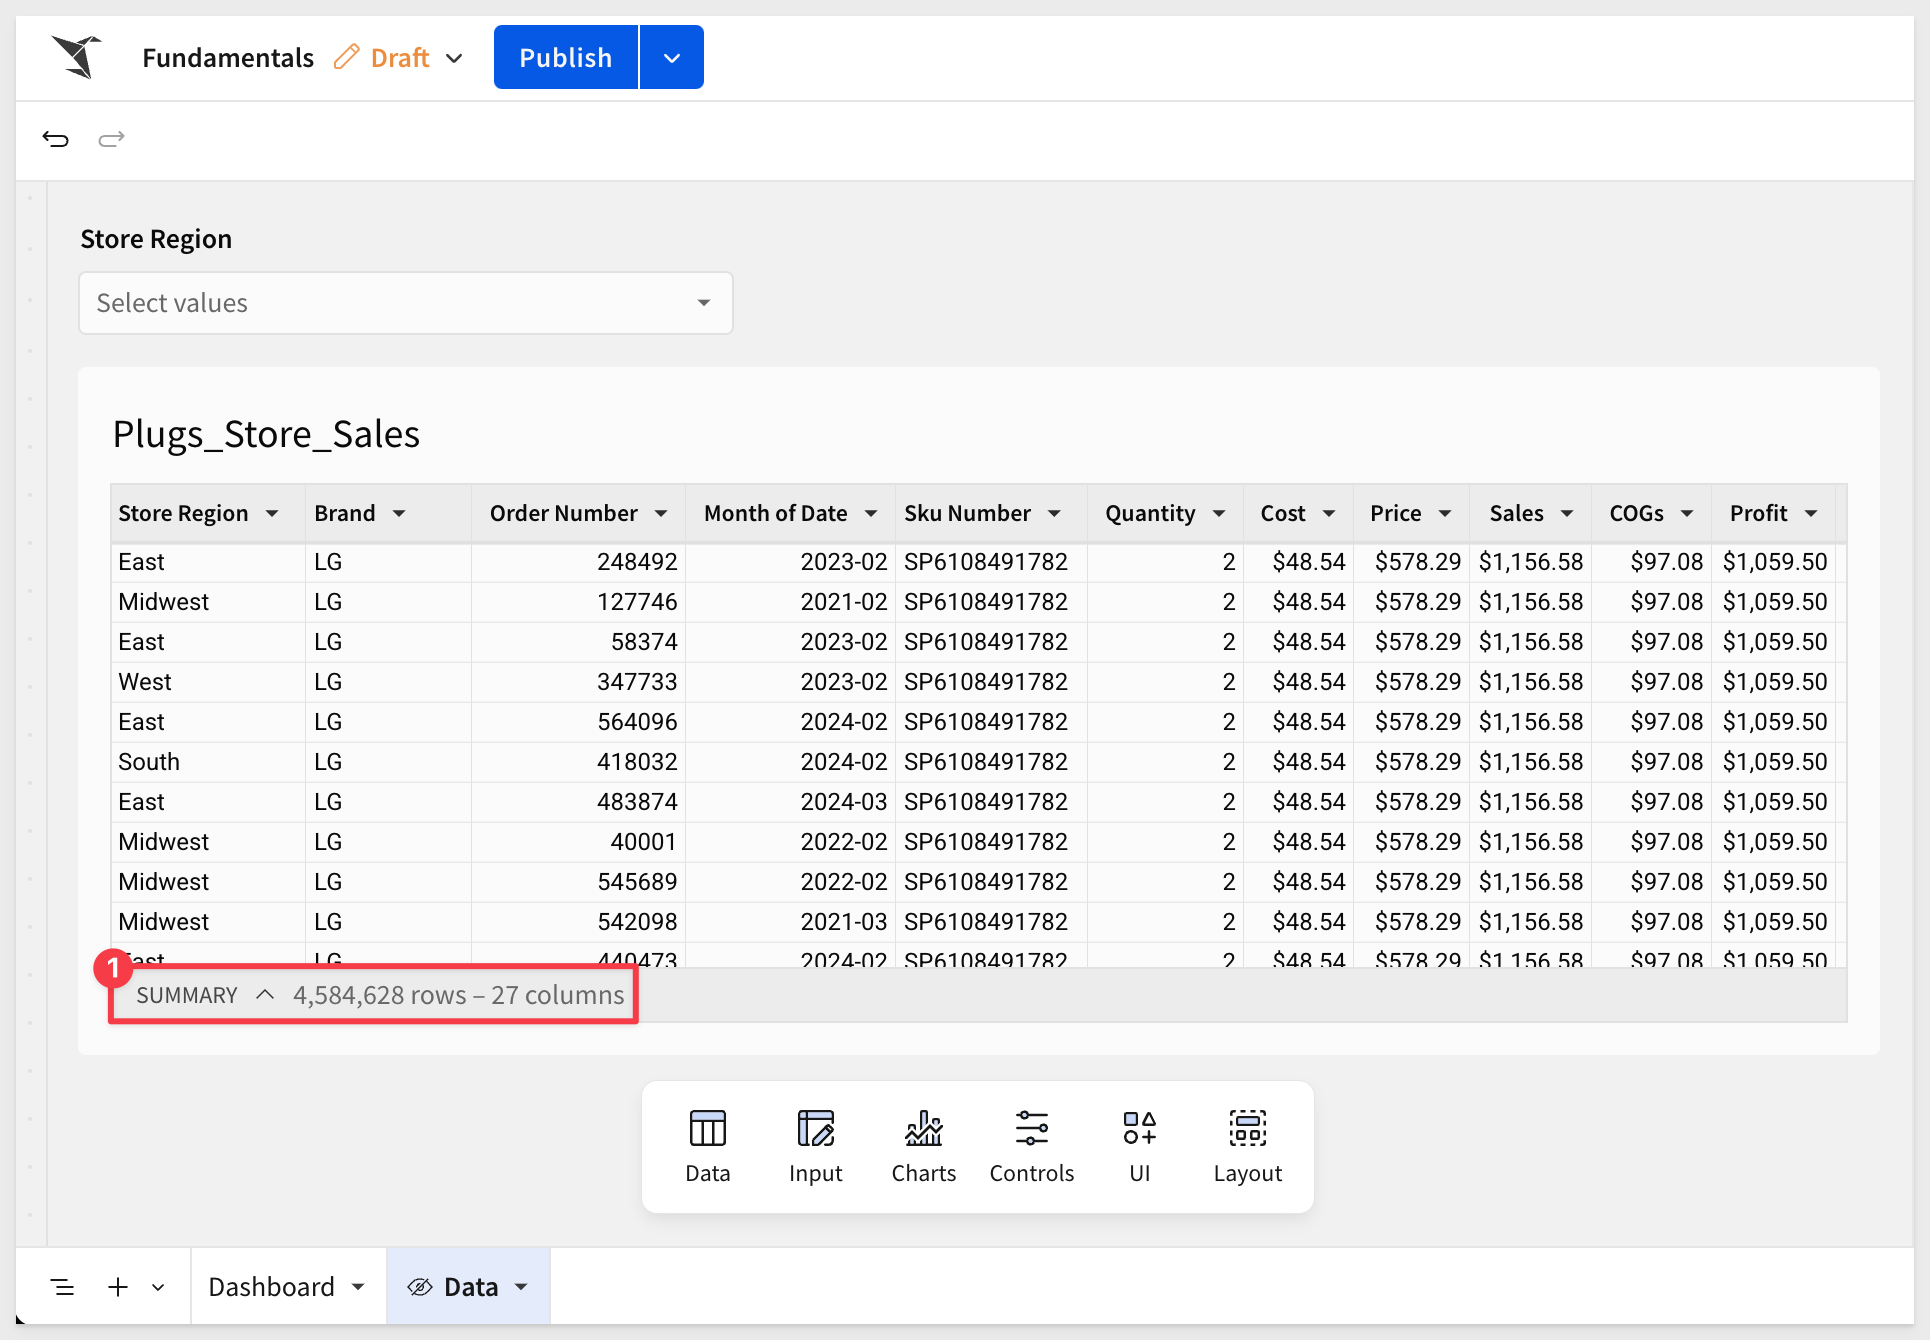 Fundamentals Draft Publish
Store Region
Select values
Plugs_Store_Sales
Store Region Brand Order Number Month of Date Sku Number Quantity Cost Price Sales COGs Profit
East LG 248492 2023-02 SP6108491782 2 $48.54 $578.29 $1,156.58 $97.08 $1,059.50
Midwest LG 127746 2021-02 SP6108491782 2 $48.54 $578.29 $1,156.58 $97.08 $1,059.50
East LG 58374 2023-02 SP6108491782 2 $48.54 $578.29 $1,156.58 $97.08 $1,059.50
West LG 347733 2023-02 SP6108491782 2 $48.54 $578.29 $1,156.58 $97.08 $1,059.50
East LG 564096 2024-02 SP6108491782 2 $48.54 $578.29 $1,156.58 $97.08 $1,059.50
South LG 418032 2024-02 SP6108491782 2 $48.54 $578.29 $1,156.58 $97.08 $1,059.50
East LG 483874 2024-03 SP6108491782 2 $48.54 $578.29 $1,156.58 $97.08 $1,059.50
Midwest LG 40001 2022-02 SP6108491782 2 $48.54 $578.29 $1,156.58 $97.08 $1,059.50
Midwest LG 545689 2022-02 SP6108491782 2 $48.54 $578.29 $1,156.58 $97.08 $1,059.50
Midwest LG 542098 2021-03 SP6108491782 2 $48.54 $578.29 $1,156.58 $97.08 $1,059.50
East LG 440473 2024-02 SP6108491782 2 $48.54 $578.29 $1,156.58 $97.08 $1,059.50
1
SUMMARY 4,584,628 rows – 27 columns
Data Input Charts Controls UI Layout
Dashboard Data